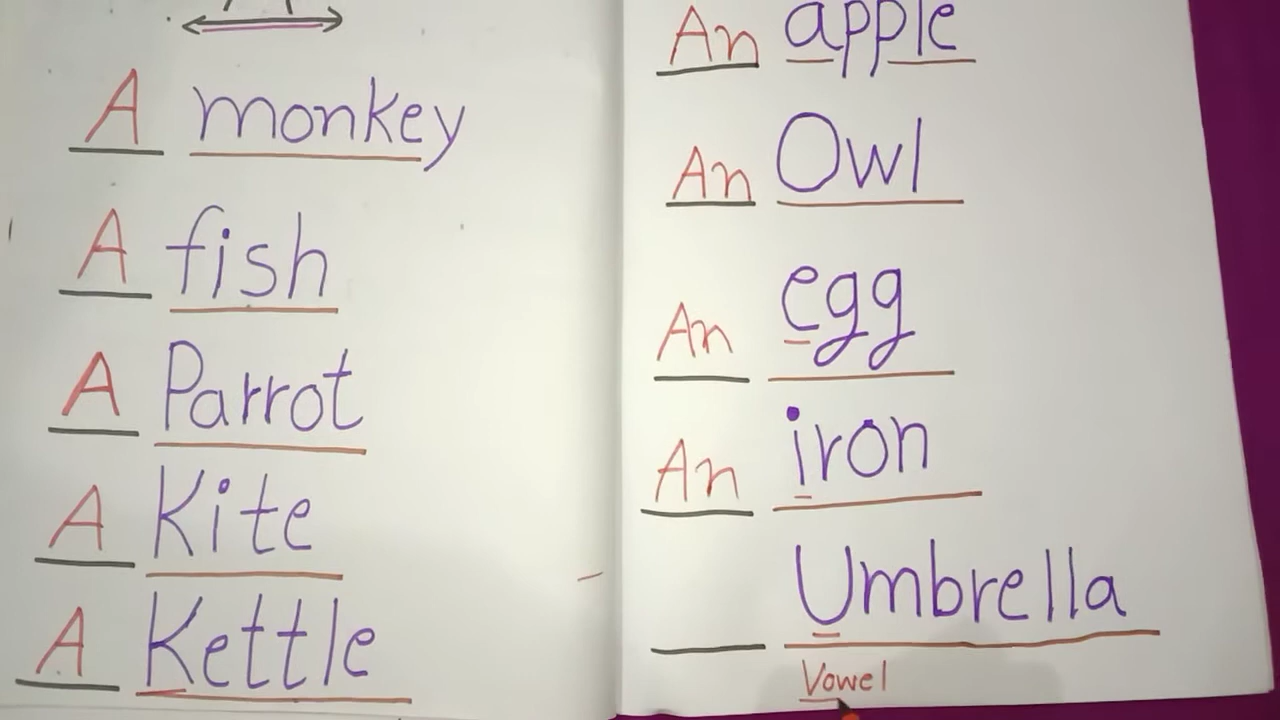 A monkey
A fish
A Parrot
A Kite
A Kettle
An apple
An Owl
An egg
An iron
Umbrella
Vowel